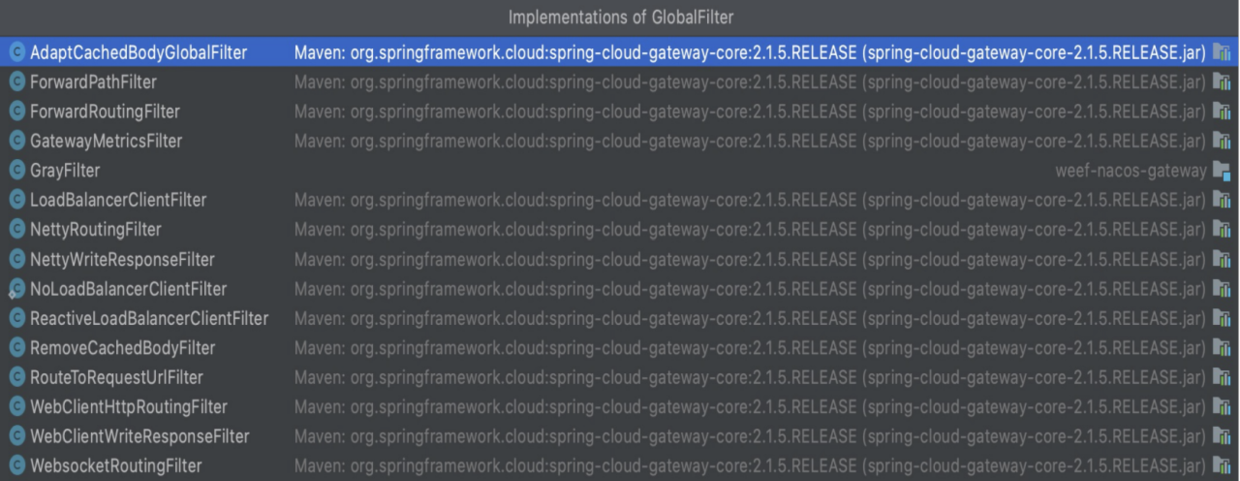 Implementations of GlobalFilter
AdaptCachedBodyGlobalFilter Maven: org.springframework.cloud:spring-cloud-gateway-core:2.1.5.RELEASE (spring-cloud-gateway-core-2.1.5.RELEASE.jar)
ForwardPathFilter Maven: org.springframework.cloud:spring-cloud-gateway-core:2.1.5.RELEASE (spring-cloud-gateway-core-2.1.5.RELEASE.jar)
ForwardRoutingFilter Maven: org.springframework.cloud:spring-cloud-gateway-core:2.1.5.RELEASE (spring-cloud-gateway-core-2.1.5.RELEASE.jar)
GatewayMetricsFilter Maven: org.springframework.cloud:spring-cloud-gateway-core:2.1.5.RELEASE (spring-cloud-gateway-core-2.1.5.RELEASE.jar)
GrayFilter weef-nacos-gateway
LoadBalancerClientFilter Maven: org.springframework.cloud:spring-cloud-gateway-core:2.1.5.RELEASE (spring-cloud-gateway-core-2.1.5.RELEASE.jar)
NettyRoutingFilter Maven: org.springframework.cloud:spring-cloud-gateway-core:2.1.5.RELEASE (spring-cloud-gateway-core-2.1.5.RELEASE.jar)
NettyWriteResponseFilter Maven: org.springframework.cloud:spring-cloud-gateway-core:2.1.5.RELEASE (spring-cloud-gateway-core-2.1.5.RELEASE.jar)
NoLoadBalancerClientFilter Maven: org.springframework.cloud:spring-cloud-gateway-core:2.1.5.RELEASE (spring-cloud-gateway-core-2.1.5.RELEASE.jar)
ReactiveLoadBalancerClientFilter Maven: org.springframework.cloud:spring-cloud-gateway-core:2.1.5.RELEASE (spring-cloud-gateway-core-2.1.5.RELEASE.jar)
RemoveCachedBodyFilter Maven: org.springframework.cloud:spring-cloud-gateway-core:2.1.5.RELEASE (spring-cloud-gateway-core-2.1.5.RELEASE.jar)
RouteToRequestUrlFilter Maven: org.springframework.cloud:spring-cloud-gateway-core:2.1.5.RELEASE (spring-cloud-gateway-core-2.1.5.RELEASE.jar)
WebClientHttpRoutingFilter Maven: org.springframework.cloud:spring-cloud-gateway-core:2.1.5.RELEASE (spring-cloud-gateway-core-2.1.5.RELEASE.jar)
WebClientWriteResponseFilter Maven: org.springframework.cloud:spring-cloud-gateway-core:2.1.5.RELEASE (spring-cloud-gateway-core-2.1.5.RELEASE.jar)
WebsocketRoutingFilter Maven: org.springframework.cloud:spring-cloud-gateway-core:2.1.5.RELEASE (spring-cloud-gateway-core-2.1.5.RELEASE.jar)